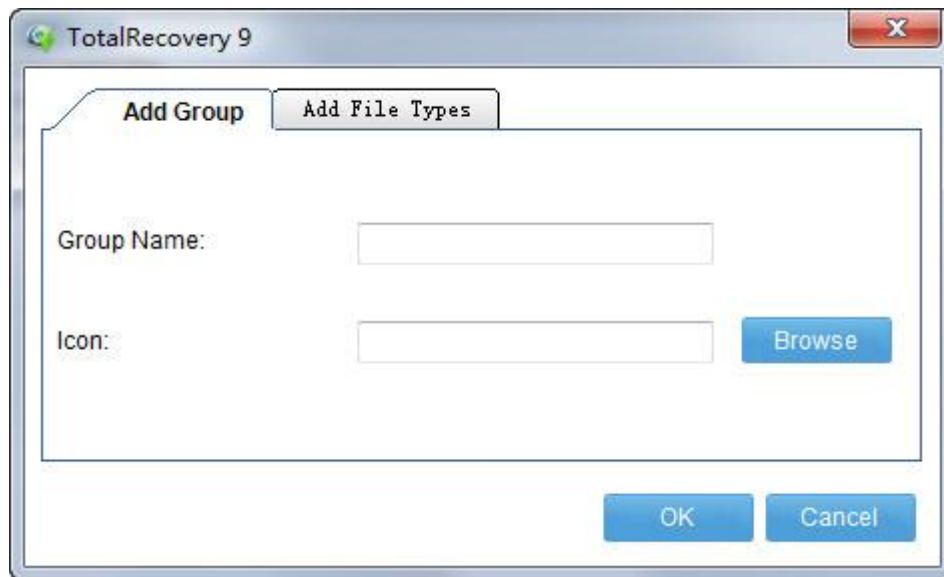 TotalRecovery 9
Add Group
Add File Types
Group Name:
Icon:
Browse
OK
Cancel